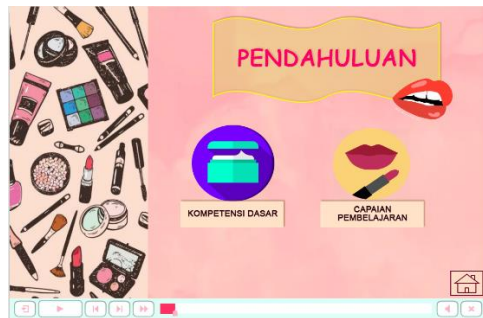 PENDAHULUAN
KOMPETENSI DASAR
CAPAIAN
PEMBELAJARAN